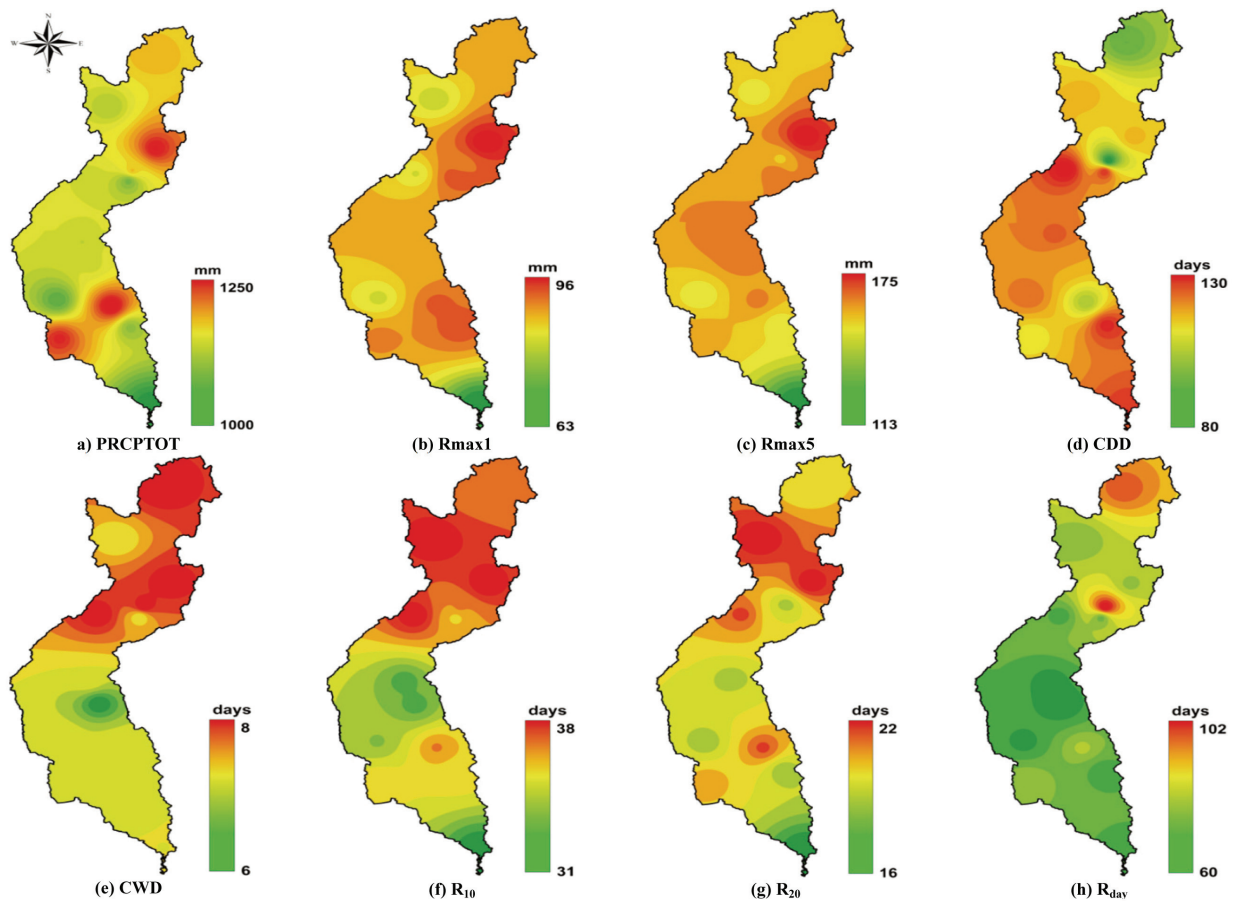 N
W E
S
mm
1250
1000
a) PRCPTOT
mm
96
63
(b) Rmax1
mm
175
113
(c) Rmax5
days
130
80
(d) CDD
days
8
6
(e) CWD
days
38
31
(f) R10
days
22
16
(g) R20
days
102
60
(h) Rday